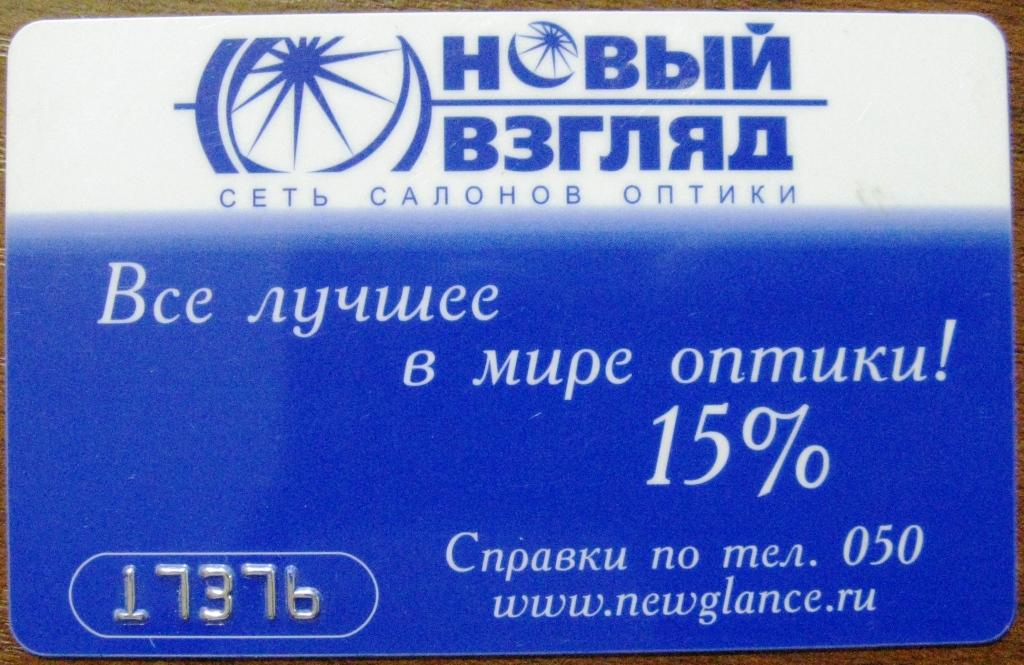 НОВЫЙ
ВЗГЛЯД
СЕТЬ САЛОНОВ ОПТИКИ
Все лучшее
в мире оптики!
15%
Справки по тел. 050
www.newglance.ru
17376